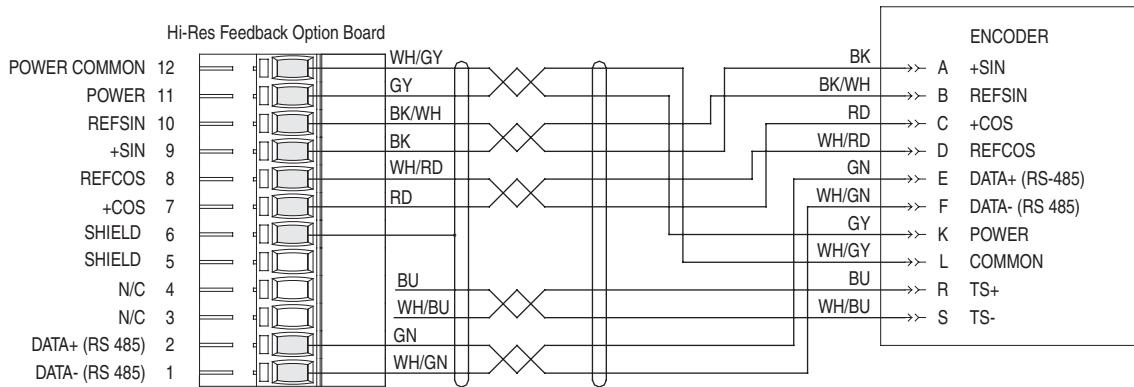 Hi-Res Feedback Option Board
POWER COMMON 12
POWER 11
REFSIN 10
+SIN 9
REFCOS 8
+COS 7
SHIELD 6
SHIELD 5
N/C 4
N/C 3
DATA+ (RS 485) 2
DATA- (RS 485) 1
WH/GY
GY
BK/WH
BK
WH/RD
RD
BU
WH/BU
GN
WH/GN
BK
BK/WH
RD
WH/RD
GN
WH/GN
GY
WH/GY
BU
WH/BU
ENCODER
A +SIN
B REFSIN
C +COS
D REFCOS
E DATA+ (RS-485)
F DATA- (RS 485)
K POWER
L COMMON
R TS+
S TS-